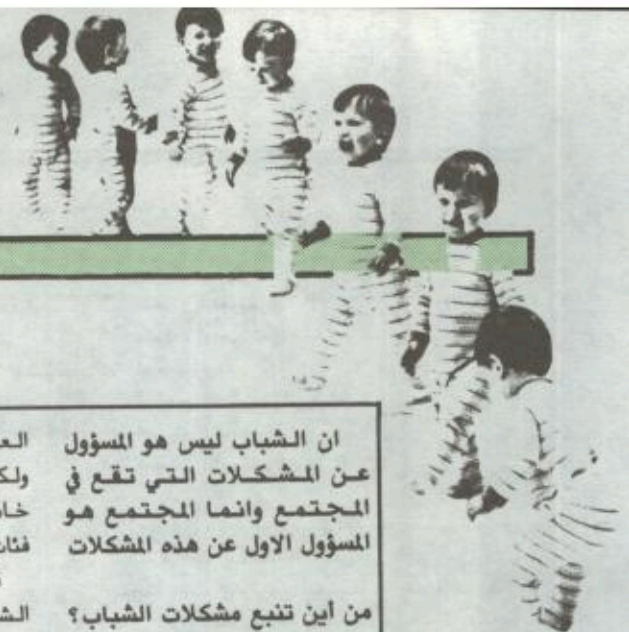 ان الشباب ليس هو المسؤول
عن المشكلات التي تقع في
المجتمع وانما المجتمع هو
المسؤول الاول عن هذه المشكلات
من أين تنبع مشكلات الشباب؟